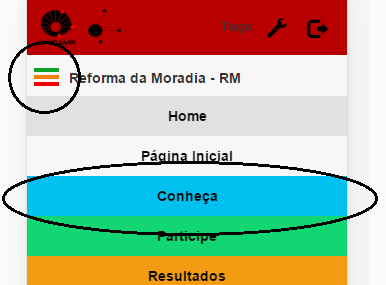 Tiago
Reforma da Moradia - RM
Home
Página Inicial
Conheça
Participe
Resultados